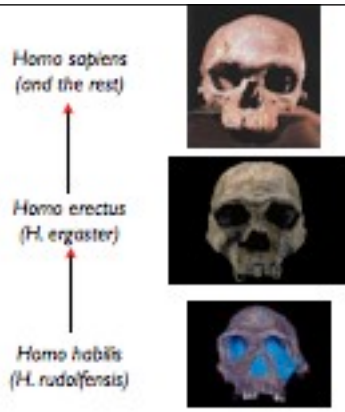 Homo sapiens
(and the rest)
Homo erectus
(H. ergaster)
Homo habilis
(H. rudolfensis)